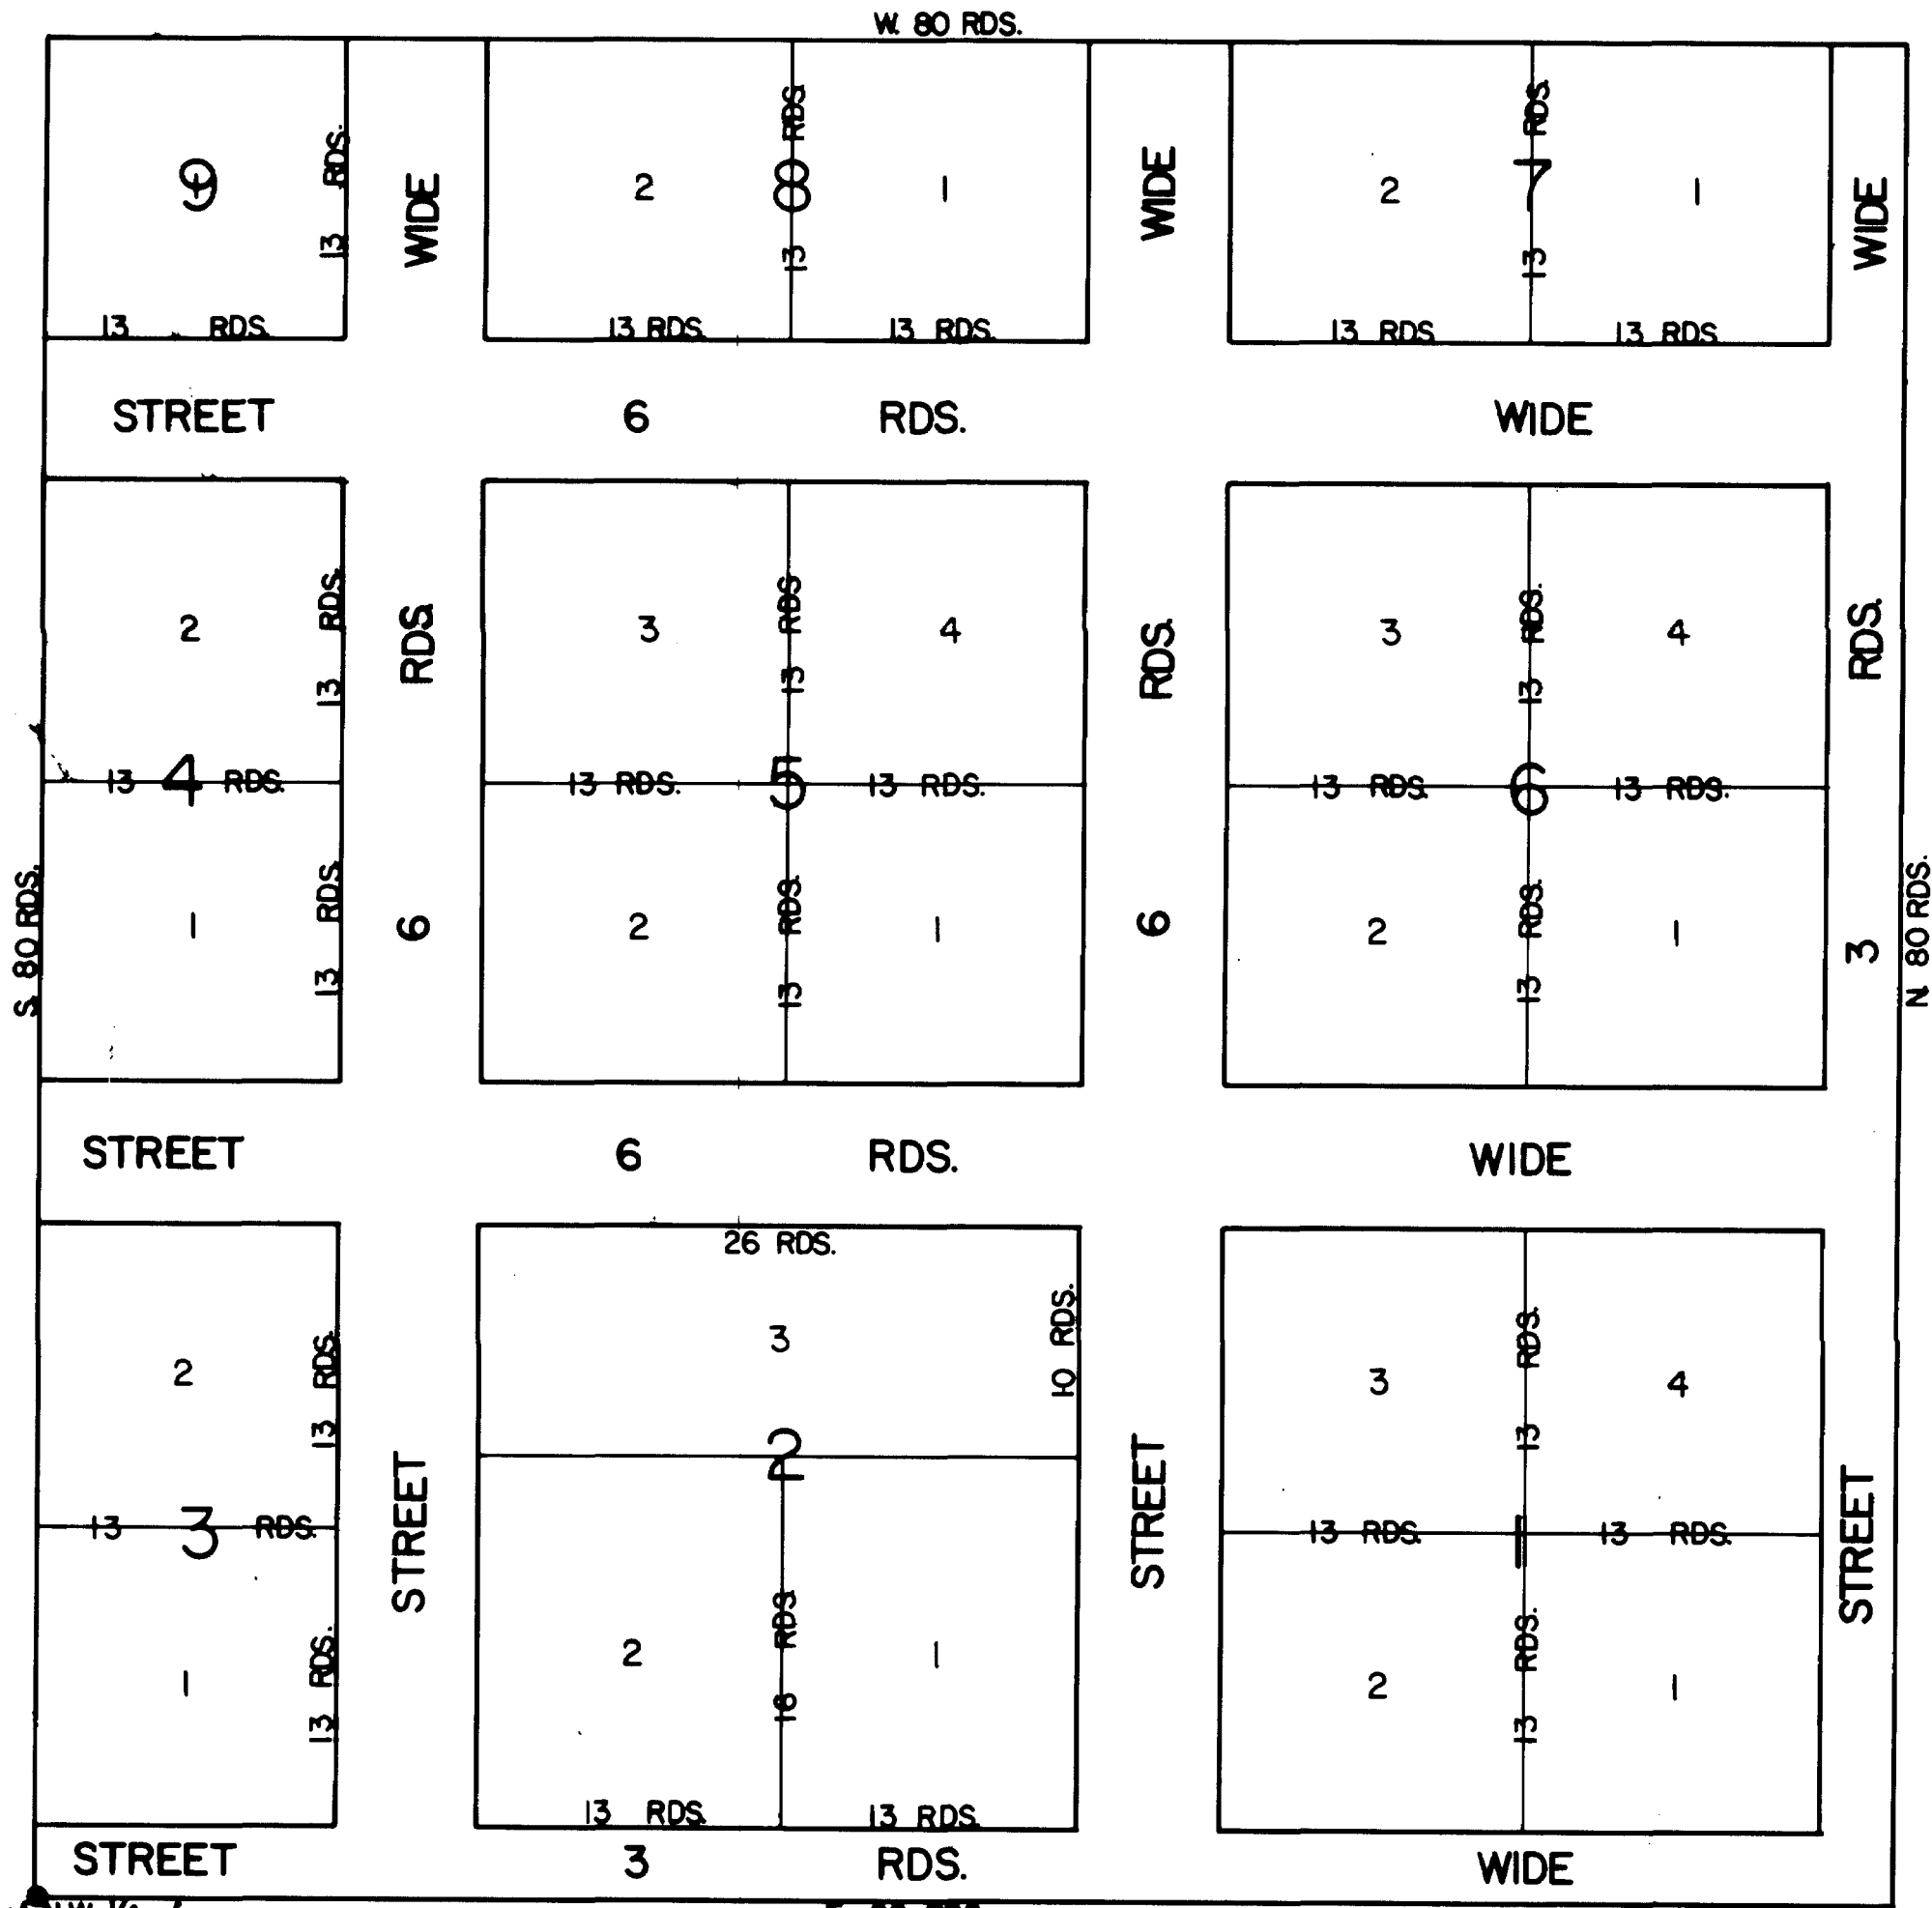 W. 80 RDS.
9
13 RDS.
13 RDS.
WIDE
2
8
1
13 RDS.
13 RDS.
13 RDS.
WIDE
2
7
1
13 RDS.
13 RDS
13 RDS
WIDE
STREET 6 RDS. WIDE
2
13 RDS.
13 4 RDS.
1
13 RDS.
RDS.
6
3
4
13 RDS
13 RDS.
5
13 RDS.
2
1
13 RDS.
RDS.
6
3
4
13 RDS.
13 RDS.
6
13 RDS.
2
1
13 RDS.
RDS.
3
S. 80 RDS.
N 80 RDS.
STREET 6 RDS. WIDE
2
13 RDS.
13 3 RDS.
1
13 RDS.
STREET
26 RDS.
3
10 RDS.
2
2
1
16 RDS
13 RDS.
13 RDS.
STREET
3
4
13 RDS.
13 RDS.
1
13 RDS.
2
1
13 RDS.
STREET
STREET 3 RDS. WIDE